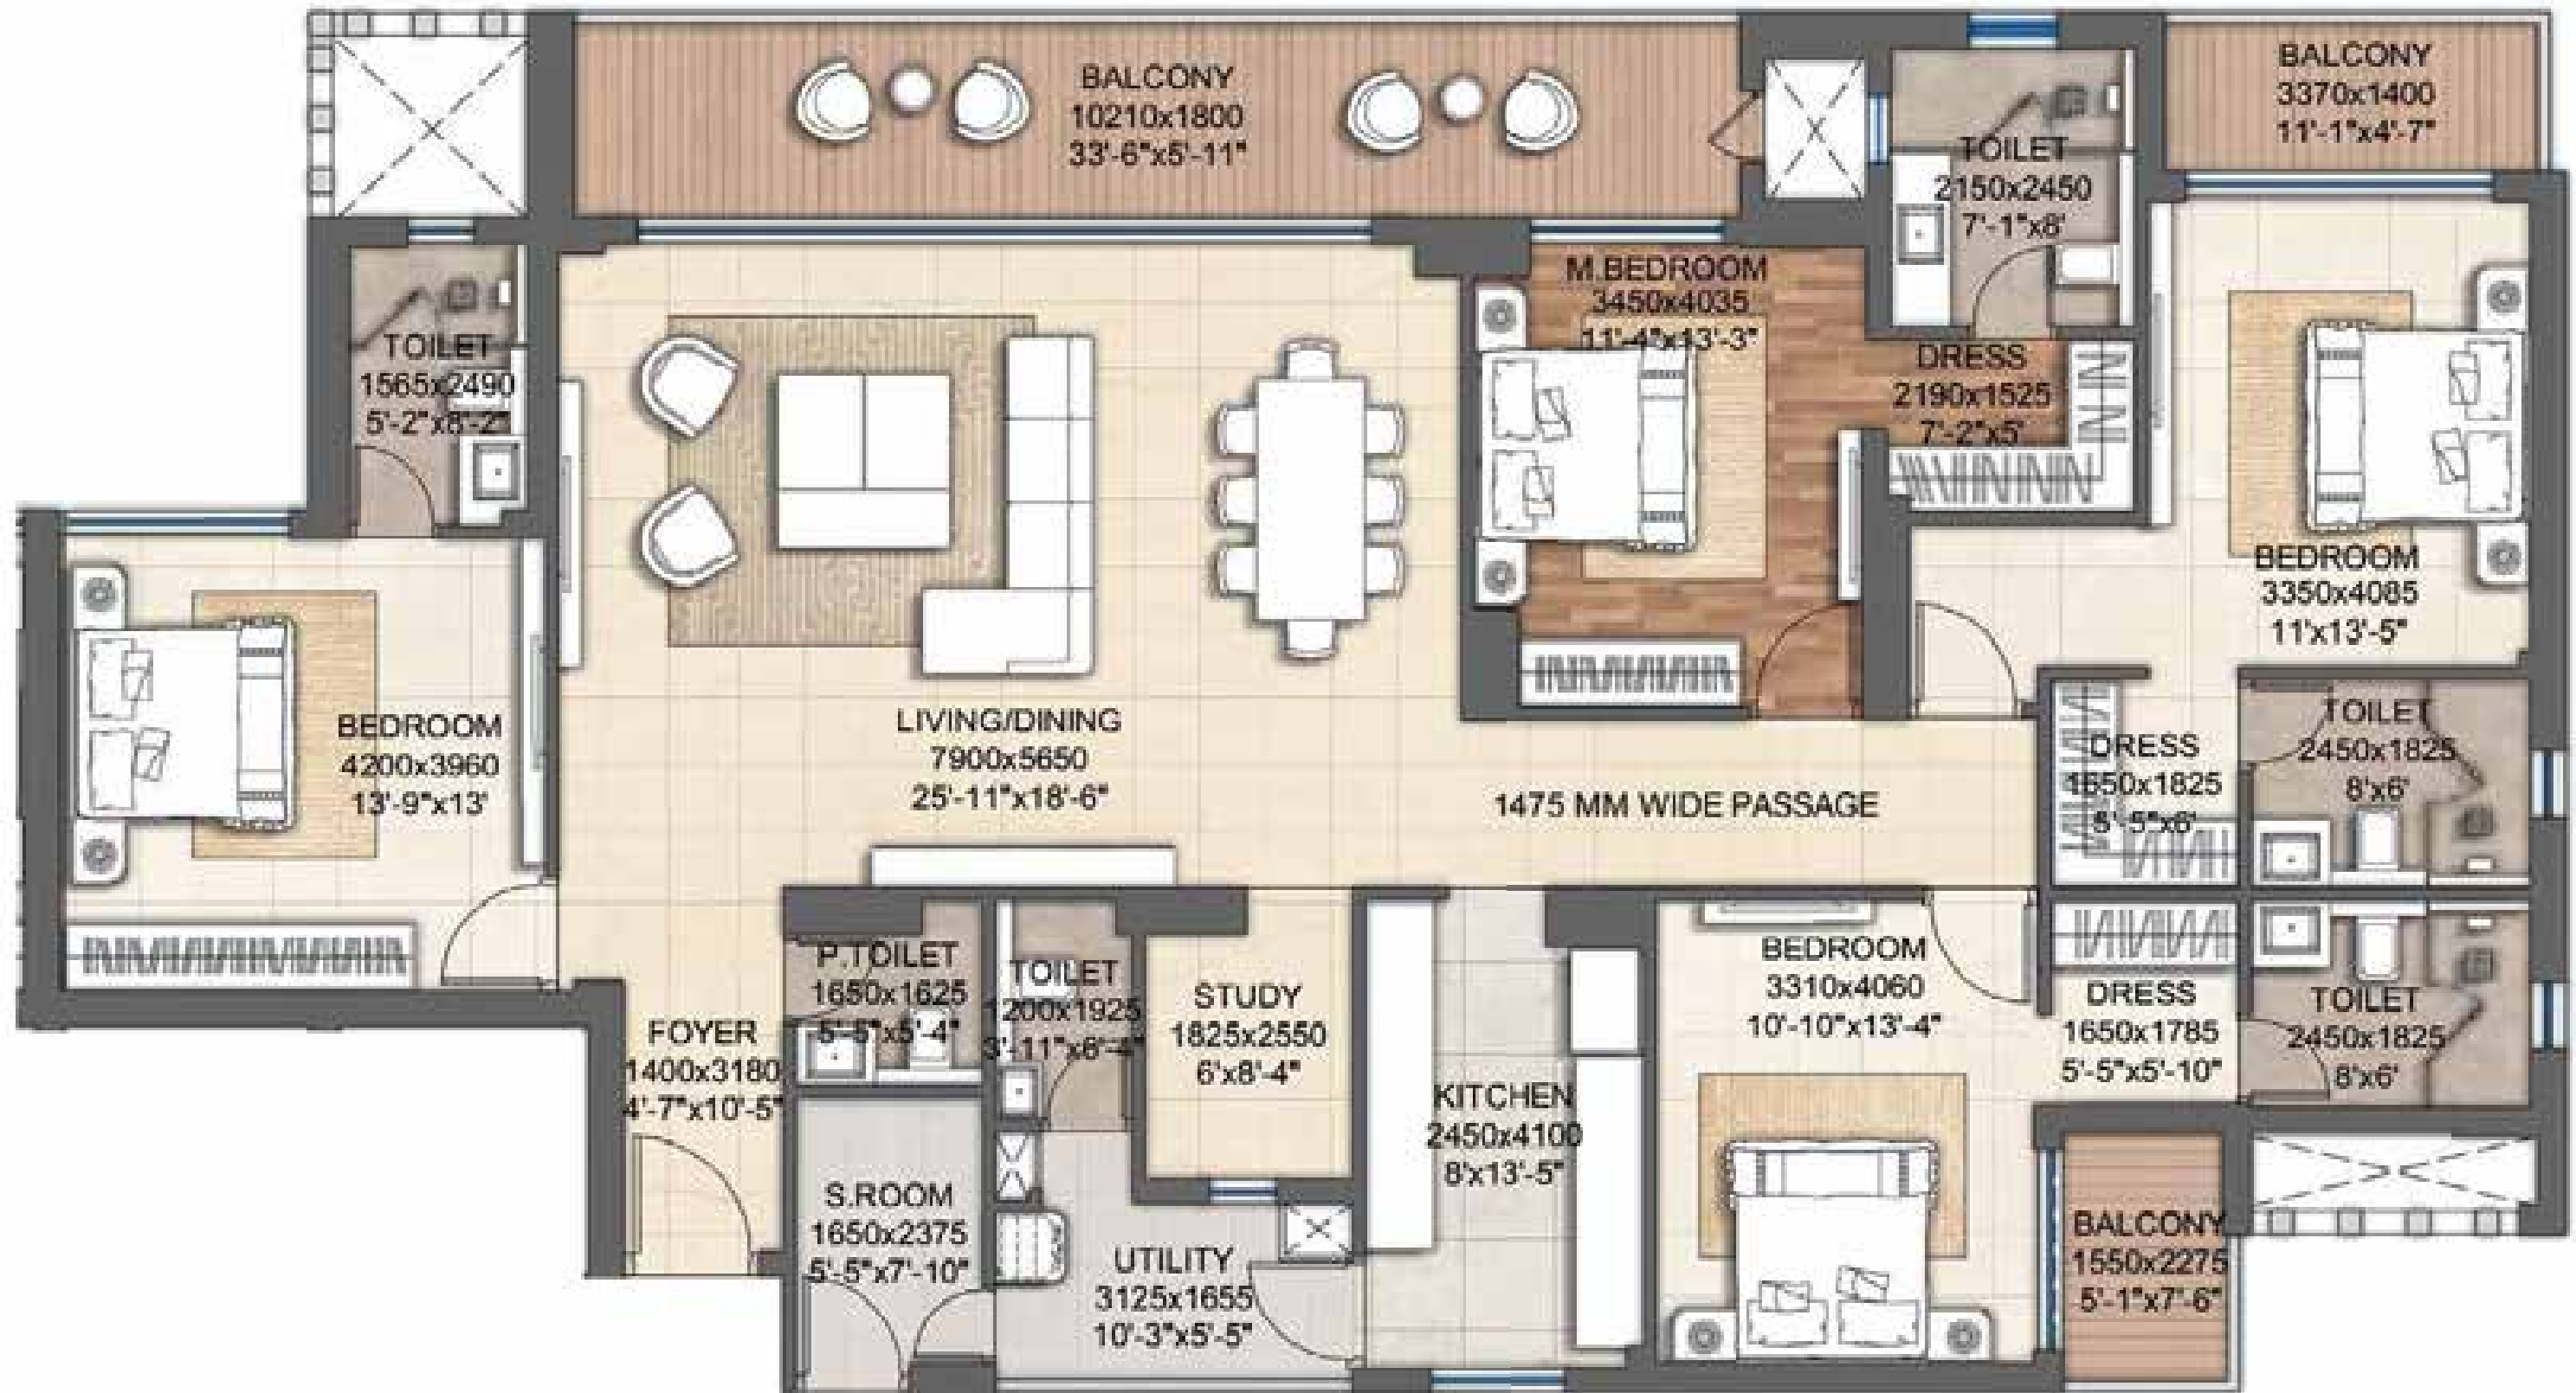 BALCONY
10210x1800
33'-6"x5'-11"
BALCONY
3370x1400
11'-1"x4'-7"
TOILET
2150x2450
7'-1"x8'
TOILET
1565x2490
5'-2"x8'-2"
M.BEDROOM
3450x4035
11'-4"x13'-3"
DRESS
2190x1525
7'-2"x5'
BEDROOM
3350x4085
11'x13'-5"
BEDROOM
4200x3960
13'-9"x13'
LIVING/DINING
7900x5650
25'-11"x18'-6"
1475 MM WIDE PASSAGE
DRESS
1650x1825
5'-5"x6'
TOILET
2450x1825
8'x6'
FOYER
1400x3180
4'-7"x10'-5"
P.TOILET
1650x1625
5'-5"x5'-4"
TOILET
1200x1925
3'-11"x6'-4"
STUDY
1825x2550
6'x8'-4"
KITCHEN
2450x4100
8'x13'-5"
BEDROOM
3310x4060
10'-10"x13'-4"
DRESS
1650x1785
5'-5"x5'-10"
TOILET
2450x1825
8'x6'
S.ROOM
1650x2375
5'-5"x7'-10"
UTILITY
3125x1655
10'-3"x5'-5"
BALCONY
1550x2275
5'-1"x7'-6"